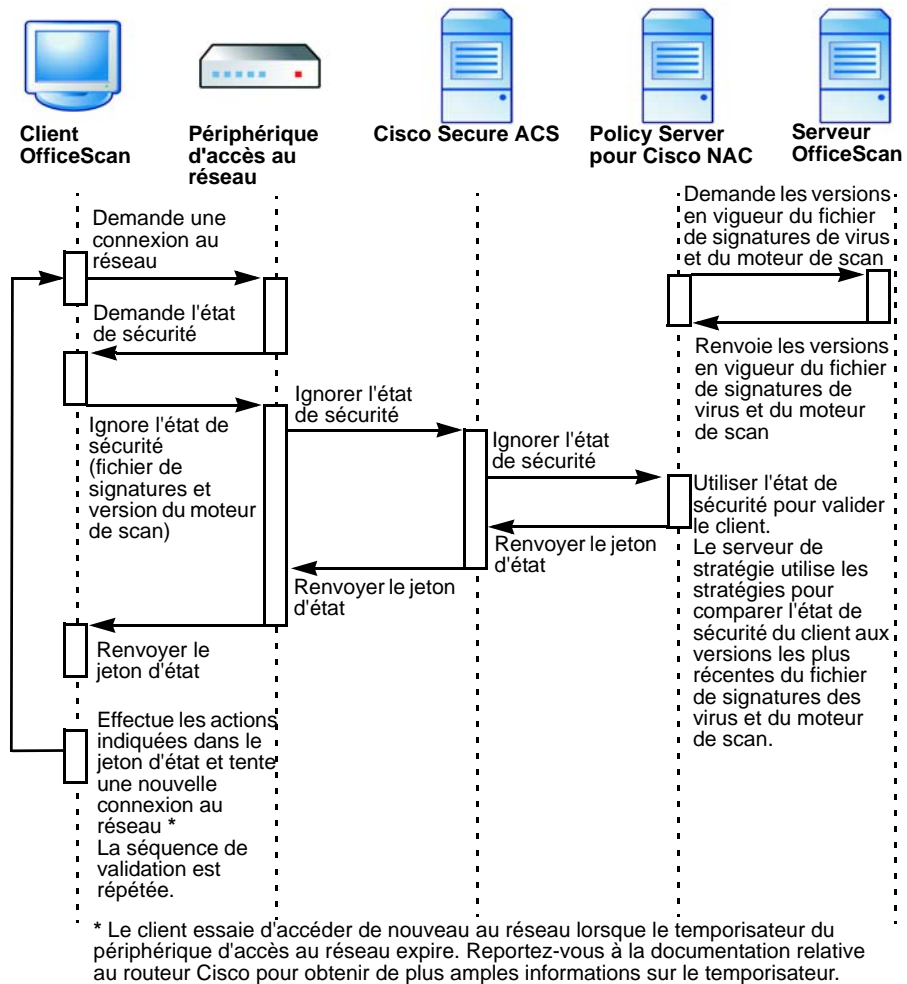 Client
OfficeScan
Périphérique
d'accès au
réseau
Cisco Secure ACS
Policy Server
pour Cisco NAC
Serveur
OfficeScan
Demande une
connexion au
réseau
Demande les versions
en vigueur du fichier
de signatures de virus
et du moteur de scan
Demande l'état
de sécurité
Renvoie les versions
en vigueur du fichier
de signatures de
virus et du moteur
de scan
Ignore l'état de
sécurité
(fichier de
signatures et
version du moteur
de scan)
Ignorer l'état
de sécurité
Ignorer l'état
de sécurité
Utiliser l'état de
sécurité pour valider
le client.
Le serveur de
stratégie utilise les
stratégies pour
comparer l'état de
sécurité du client aux
versions les plus
récentes du fichier
de signatures des
virus et du moteur
de scan.
Renvoyer le jeton
d'état
Renvoyer le jeton
d'état
Renvoyer le
jeton d'état
Effectue les actions
indiquées dans le
jeton d'état et tente
une nouvelle
connexion au
réseau *
La séquence de
validation est
répétée.
* Le client essaie d'accéder de nouveau au réseau lorsque le temporisateur du
périphérique d'accès au réseau expire. Reportez-vous à la documentation relative
au routeur Cisco pour obtenir de plus amples informations sur le temporisateur.